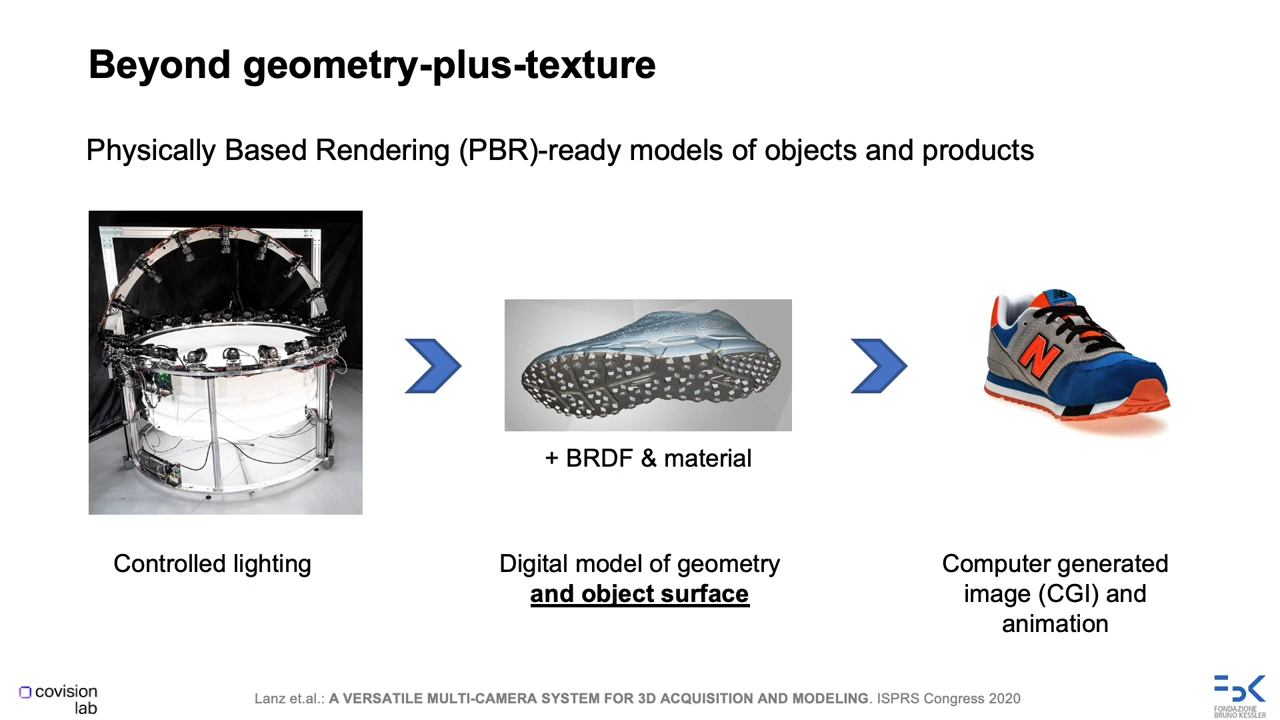 Beyond geometry-plus-texture
Physically Based Rendering (PBR)-ready models of objects and products
N
+ BRDF & material
Controlled lighting
Digital model of geometry
and object surface
Computer generated
image (CGI) and
animation
covision
lab
Lanz et.al.: A VERSATILE MULTI-CAMERA SYSTEM FOR 3D ACQUISITION AND MODELING. ISPRS Congress 2020
FBK
FONDAZIONE
BRUNO KESSLER